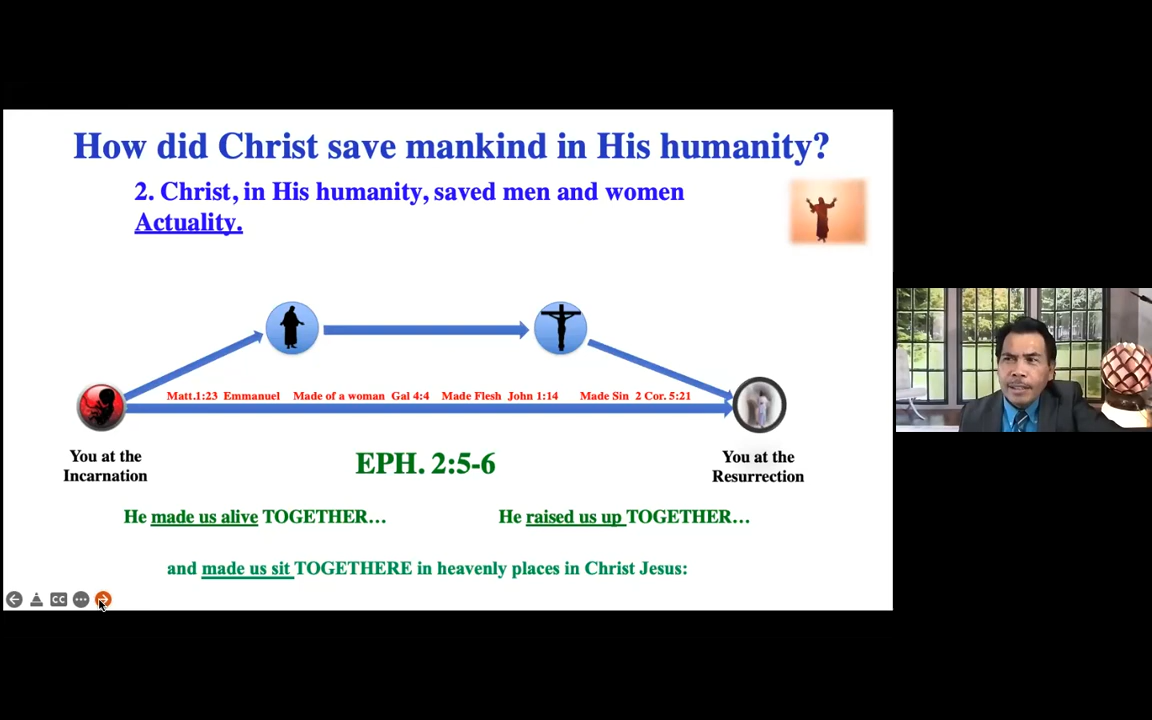 How did Christ save mankind in His humanity?
2. Christ, in His humanity, saved men and women
Actuality.
Matt.1:23 Emmanuel Made of a woman Gal 4:4 Made Flesh John 1:14 Made Sin 2 Cor. 5:21
You at the
Incarnation
EPH. 2:5-6
You at the
Resurrection
He made us alive TOGETHER… He raised us up TOGETHER…
and made us sit TOGETHERE in heavenly places in Christ Jesus:
CC